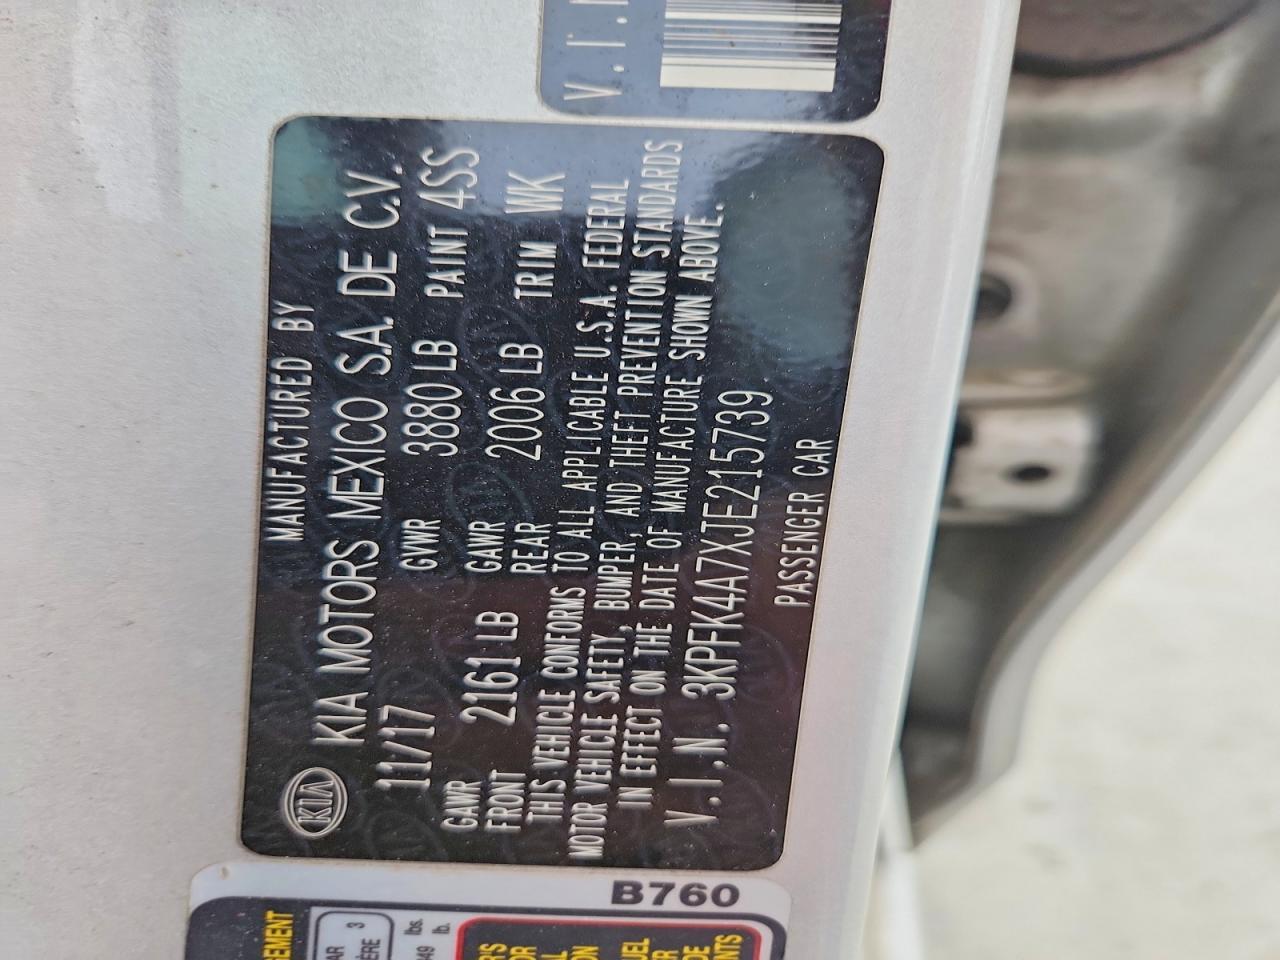 MANUFACTURED BY
KIA KIA MOTORS MEXICO S.A. DE C.V.
11/17 GVWR 3880 LB PAINT 4SS
GAWR FRONT 2161 LB GAWR REAR 2006 LB TRIM WK
THIS VEHICLE CONFORMS TO ALL APPLICABLE U.S.A. FEDERAL
MOTOR VEHICLE SAFETY, BUMPER, AND THEFT PREVENTION STANDARDS
IN EFFECT ON THE DATE OF MANUFACTURE SHOWN ABOVE.
V.I.N. 3KPFK4A7XJE215739
PASSENGER CAR
V.I.
B760